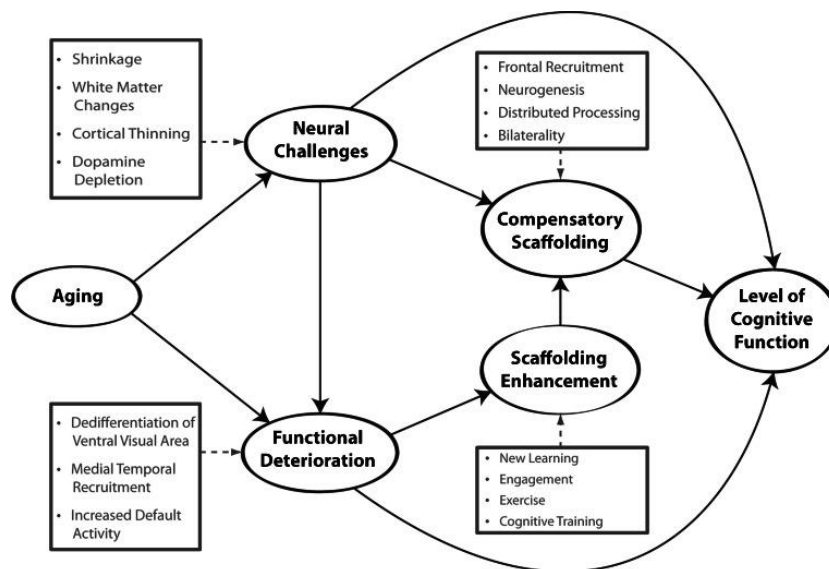 • Shrinkage
• White Matter
Changes
• Cortical Thinning
• Dopamine
Depletion
Neural
Challenges
• Frontal Recruitment
• Neurogenesis
• Distributed Processing
• Bilaterality
Compensatory
Scaffolding
Aging
Level of
Cognitive
Function
Scaffolding
Enhancement
• Dedifferentiation of
Ventral Visual Area
• Medial Temporal
Recruitment
• Increased Default
Activity
Functional
Deterioration
• New Learning
• Engagement
• Exercise
• Cognitive Training